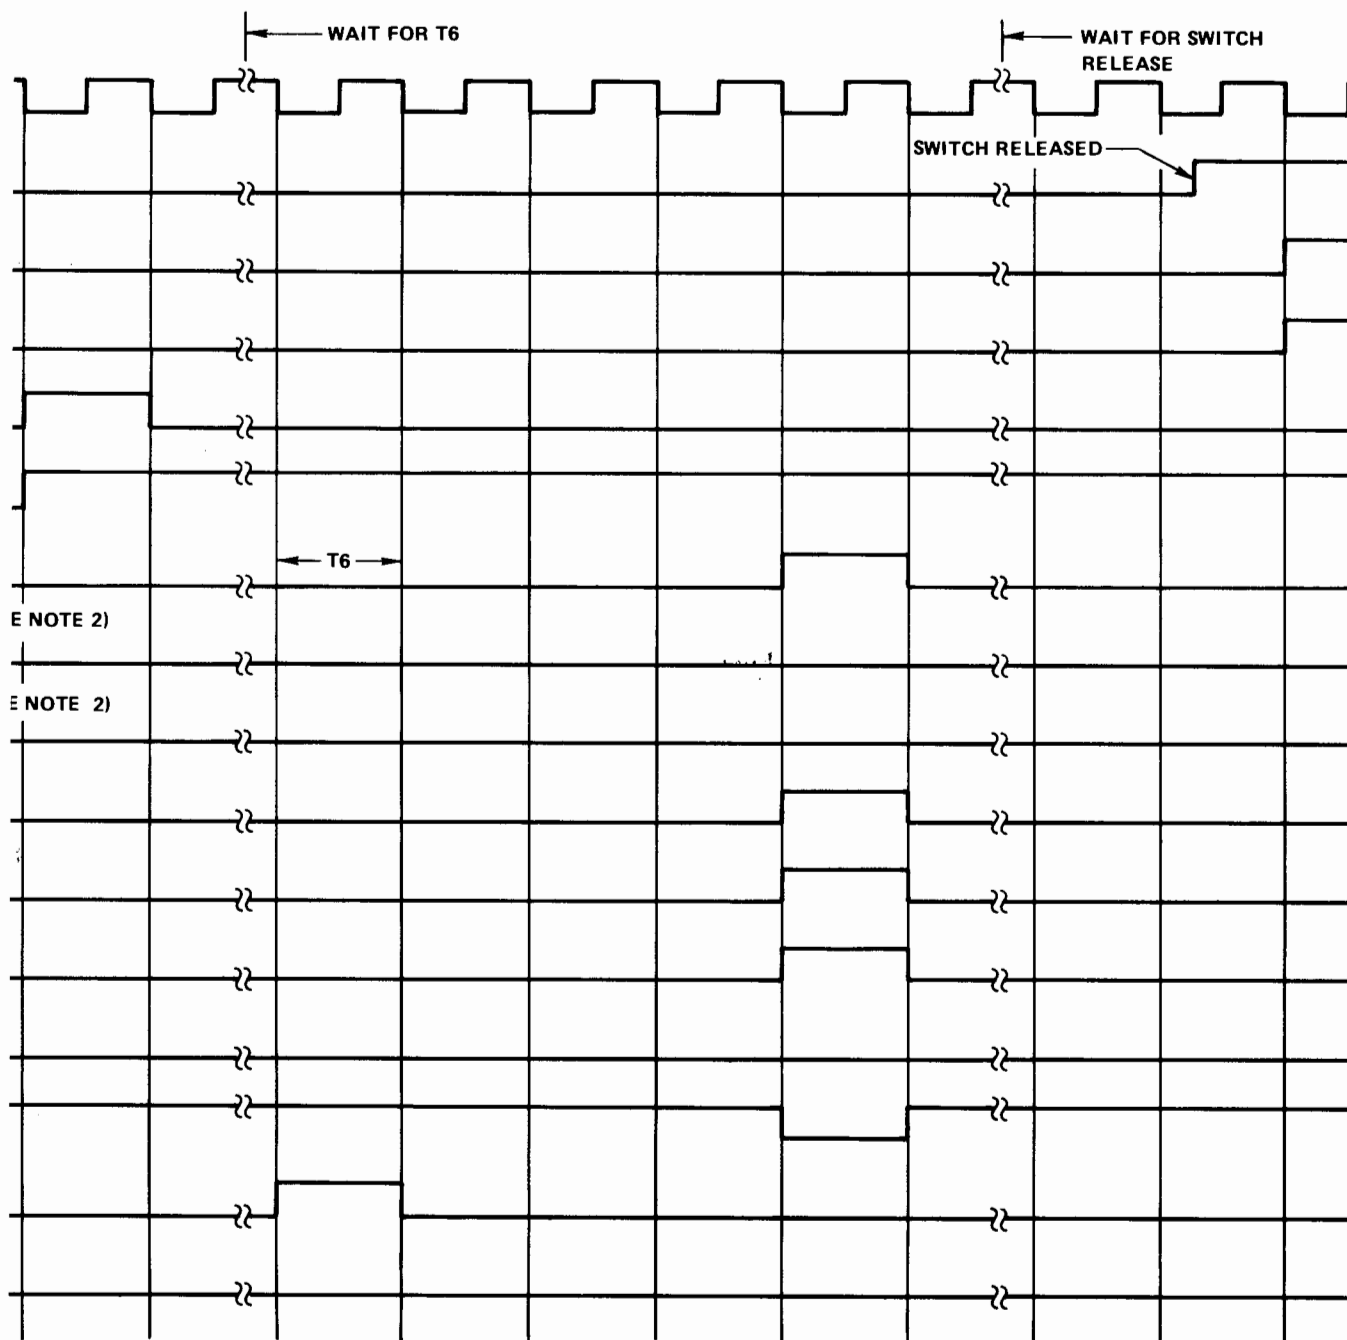 WAIT FOR T6
WAIT FOR SWITCH
RELEASE
SWITCH RELEASED
T6
E NOTE 2)
E NOTE 2)